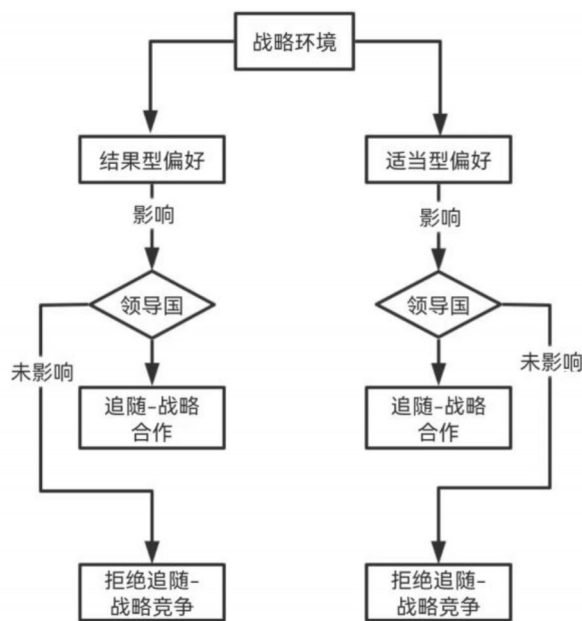 战略环境
结果型偏好
适当型偏好
影响
影响
领导国
领导国
未影响
未影响
追随-战略
合作
追随-战略
合作
拒绝追随-
战略竞争
拒绝追随-
战略竞争